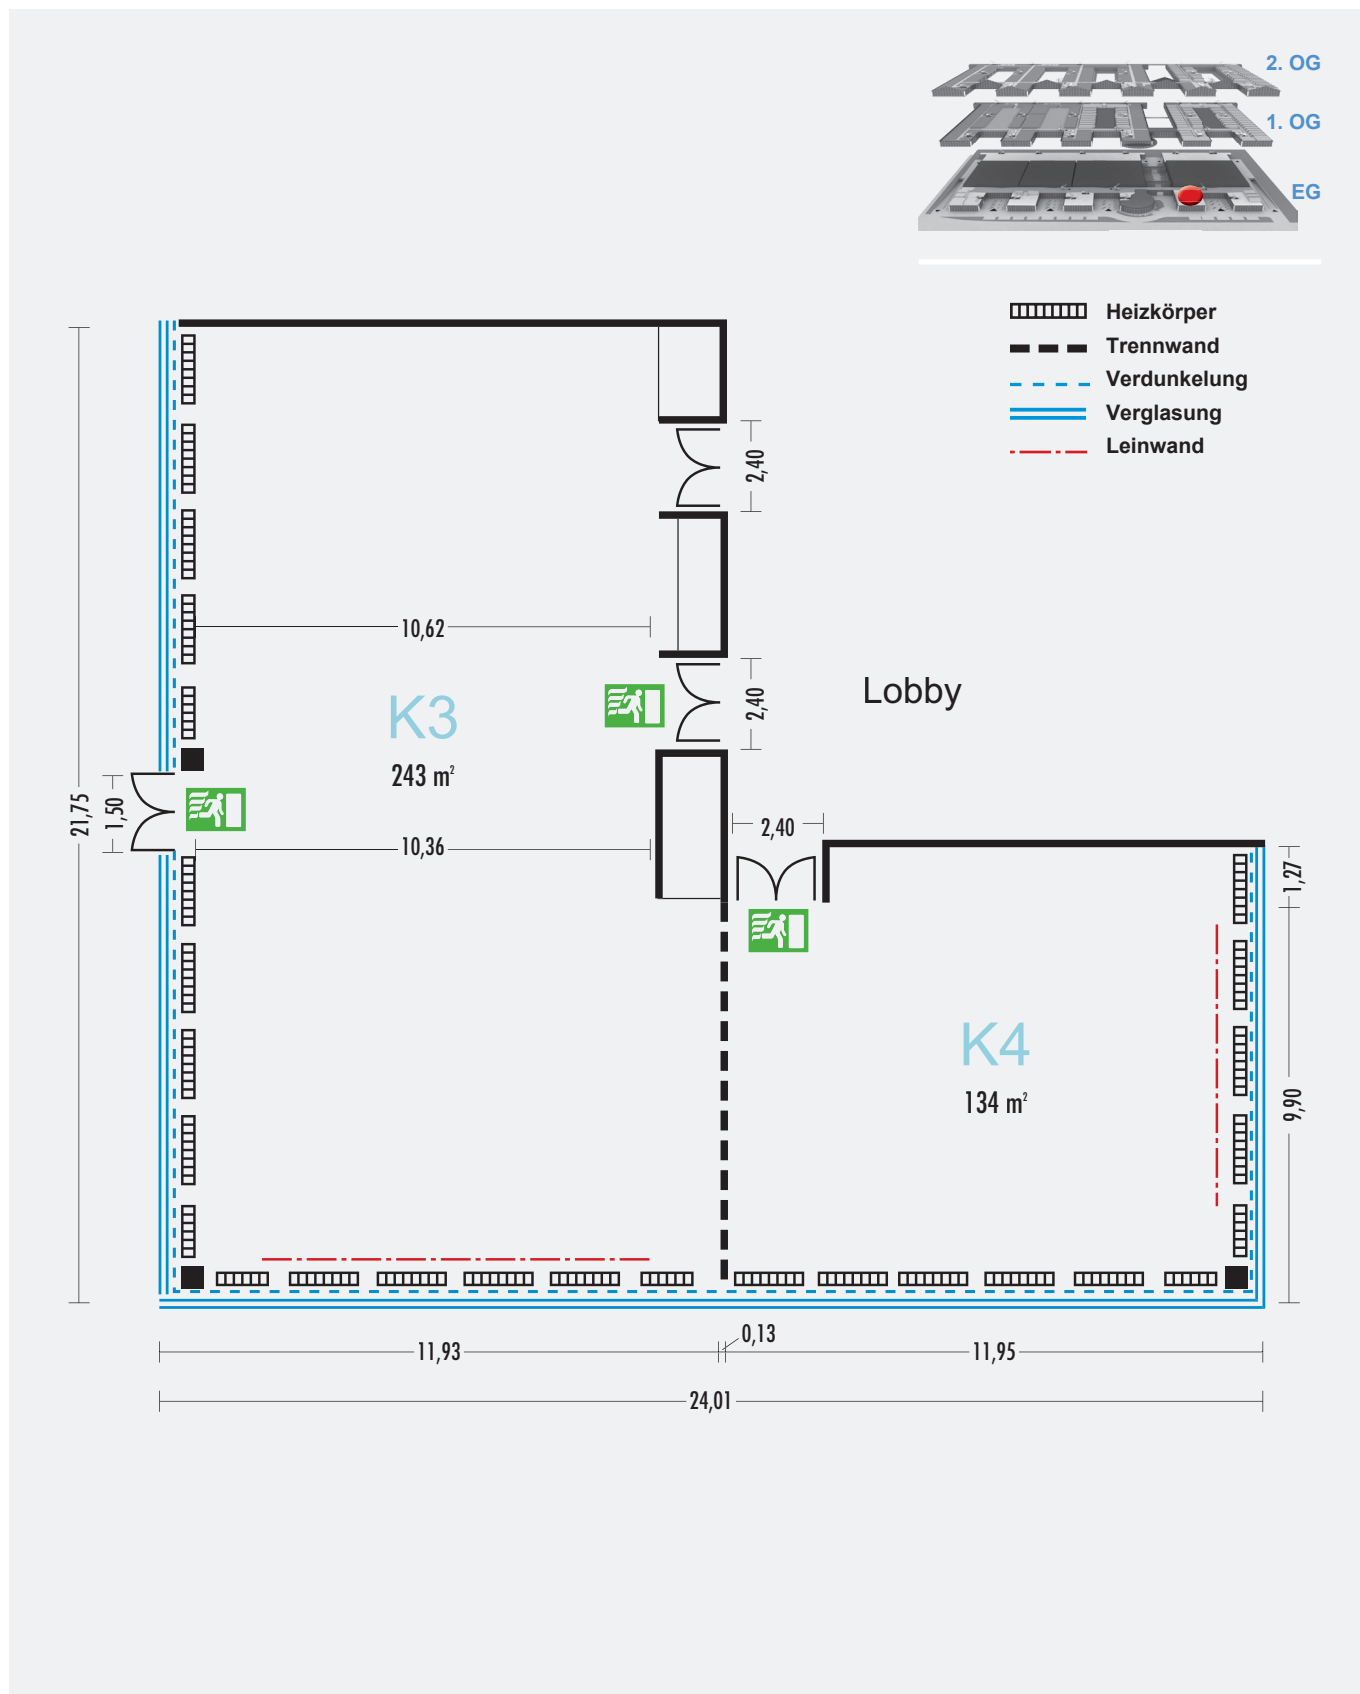 2. OG
1. OG
EG
Heizkörper
Trennwand
Verdunkelung
Verglasung
Leinwand
2,40
10,62
K3
243 m²
2,40
Lobby
21,75
1,50
2,40
10,36
1,27
K4
134 m²
9,90
0,13
11,93
11,95
24,01